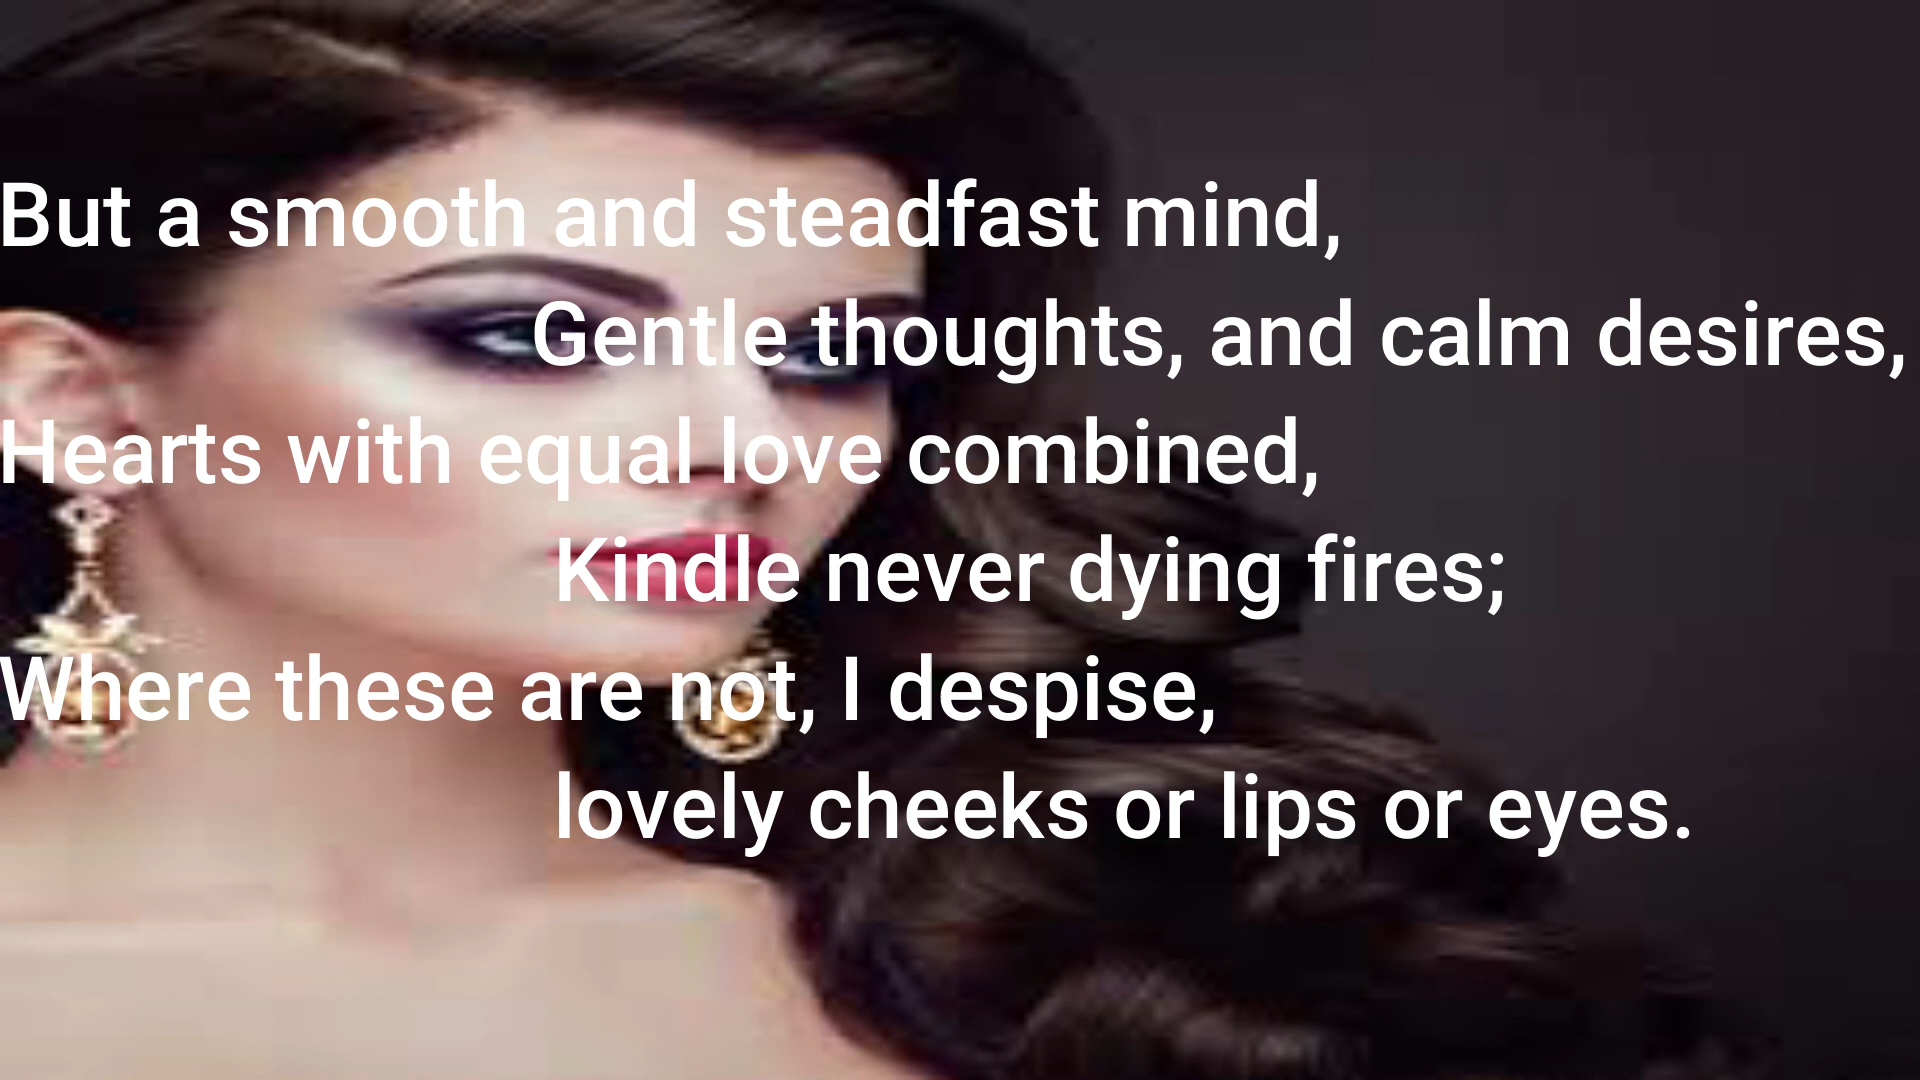 But a smooth and steadfast mind,
Gentle thoughts, and calm desires,
Hearts with equal love combined,
Kindle never dying fires;
Where these are not, I despise,
lovely cheeks or lips or eyes.